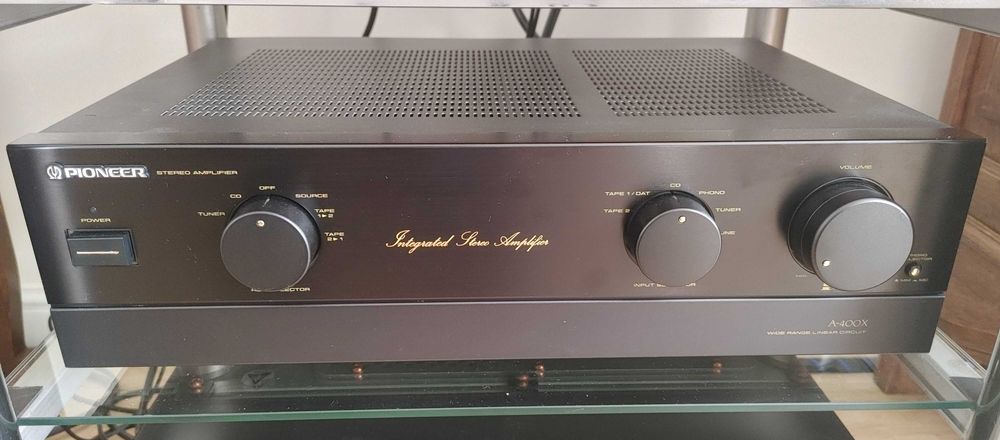 PIONEER
STEREO AMPLIFIER
POWER
OFF
CD
SOURCE
TUNER
TAPE
1▶2
TAPE
2▶1
Integrated Stereo Amplifier
CD
TAPE 1/DAT
PHONO
TAPE 2
TUNER
INPUT
VOLUME
A-400X
WIDE RANGE LINEAR CIRCUIT